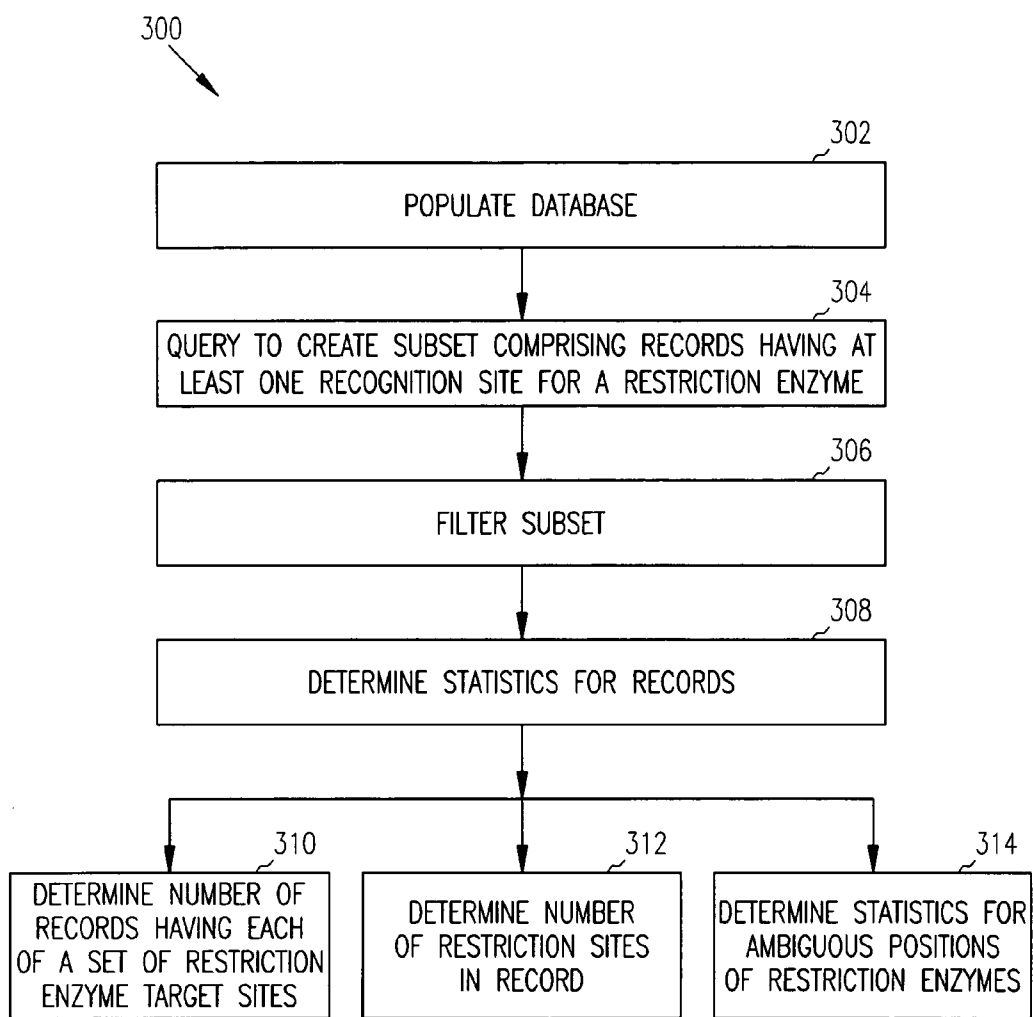 300
302
POPULATE DATABASE
304
QUERY TO CREATE SUBSET COMPRISING RECORDS HAVING AT
LEAST ONE RECOGNITION SITE FOR A RESTRICTION ENZYME
306
FILTER SUBSET
308
DETERMINE STATISTICS FOR RECORDS
310
DETERMINE NUMBER OF
RECORDS HAVING EACH
OF A SET OF RESTRICTION
ENZYME TARGET SITES
312
DETERMINE NUMBER
OF RESTRICTION SITES
IN RECORD
314
DETERMINE STATISTICS FOR
AMBIGUOUS POSITIONS
OF RESTRICTION ENZYMES